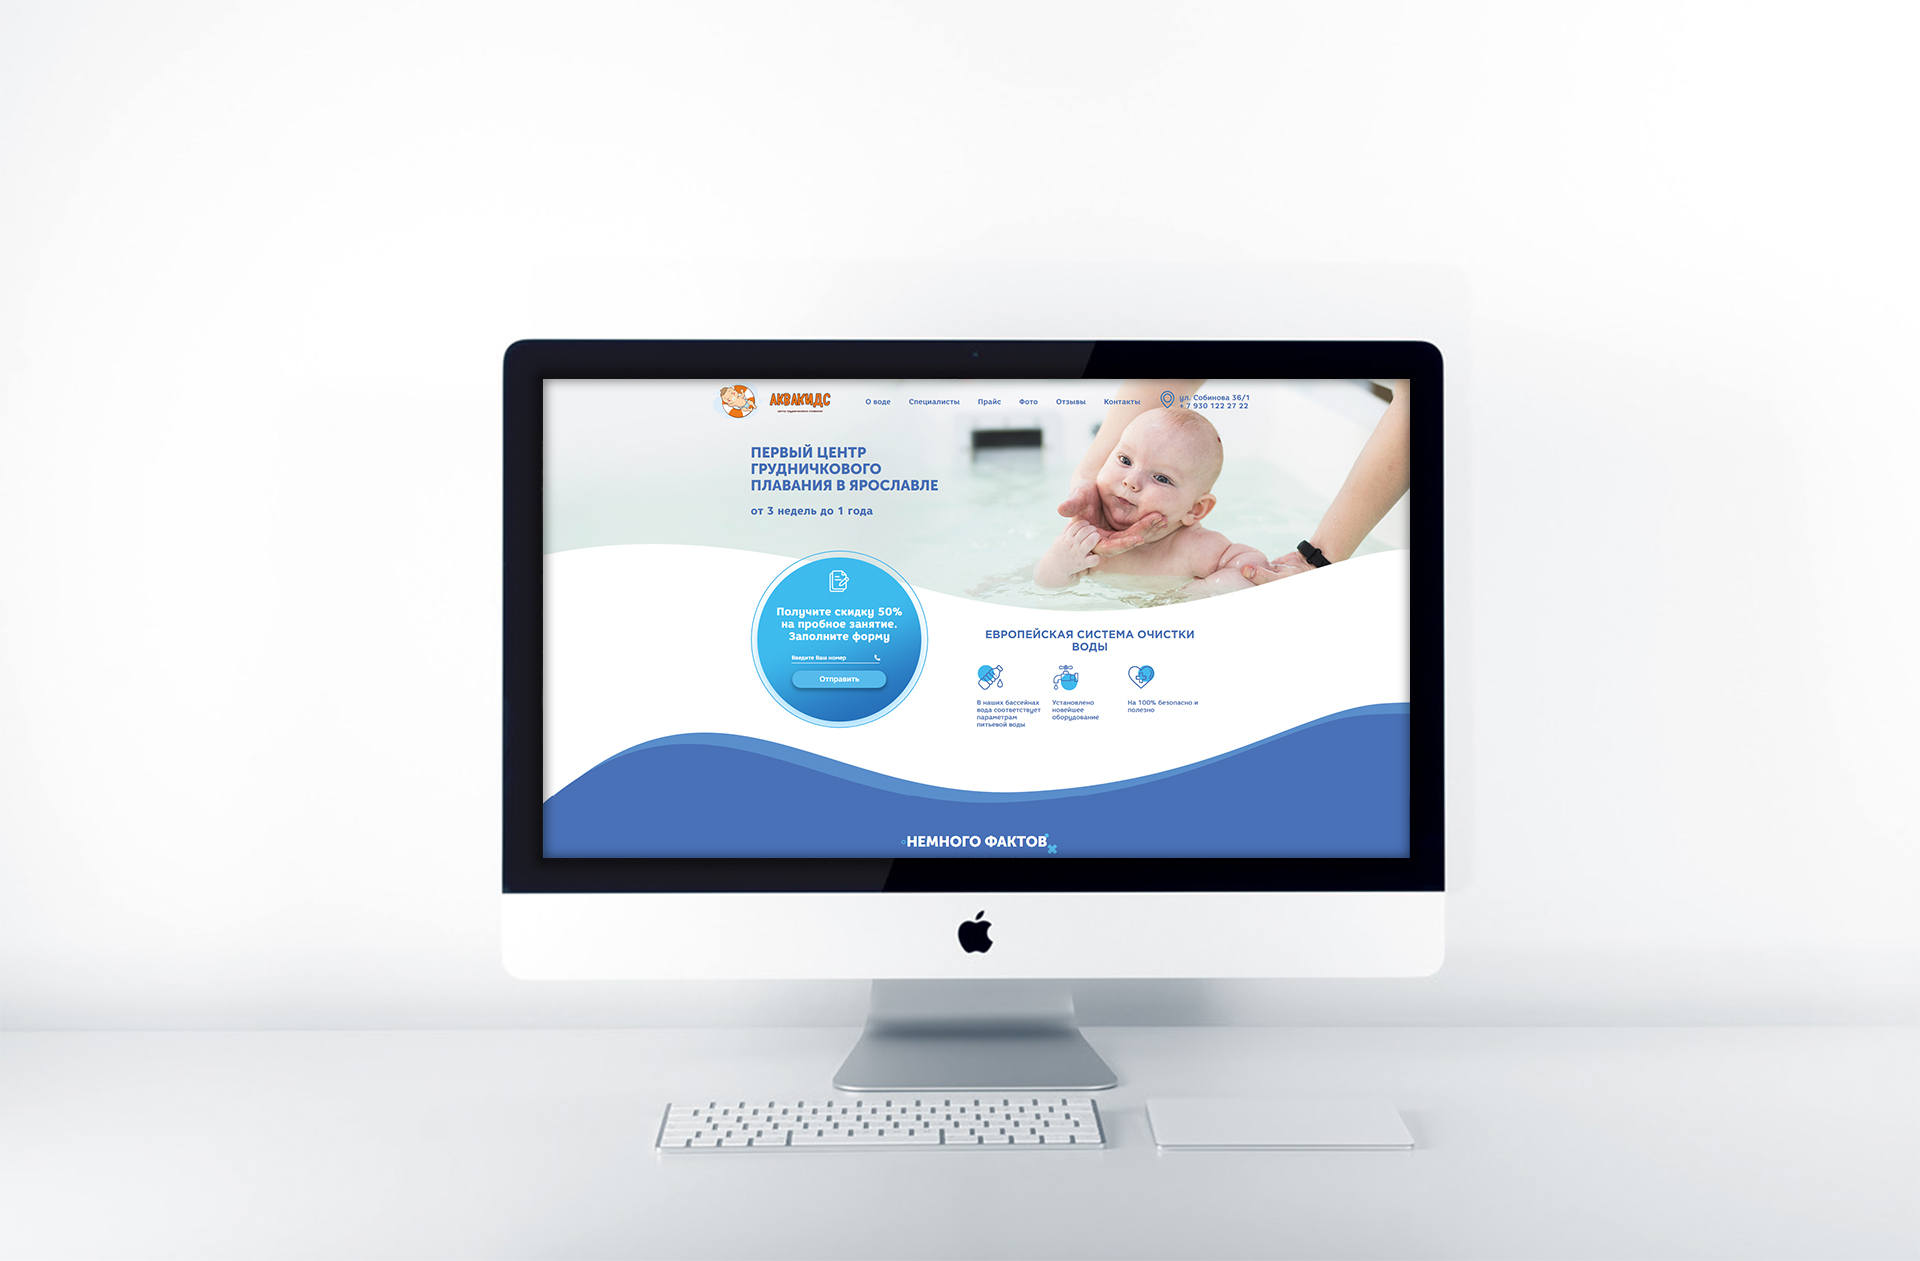 АКВАКИДС
центр грудничкового плавания
О воде
Специалисты
Прайс
Фото
Отзывы
Контакты
ул. Собинова 36/1
+ 7 930 122 27 22
ПЕРВЫЙ ЦЕНТР
ГРУДНИЧКОВОГО
ПЛАВАНИЯ В ЯРОСЛАВЛЕ
от 3 недель до 1 года
Получите скидку 50%
на пробное занятие.
Заполните форму
Введите Ваш номер
Отправить
ЕВРОПЕЙСКАЯ СИСТЕМА ОЧИСТКИ
ВОДЫ
В наших бассейнах
вода соответствует
параметрам
питьевой воды
Установлено
новейшее
оборудование
На 100% безопасно и
полезно
НЕМНОГО ФАКТОВ